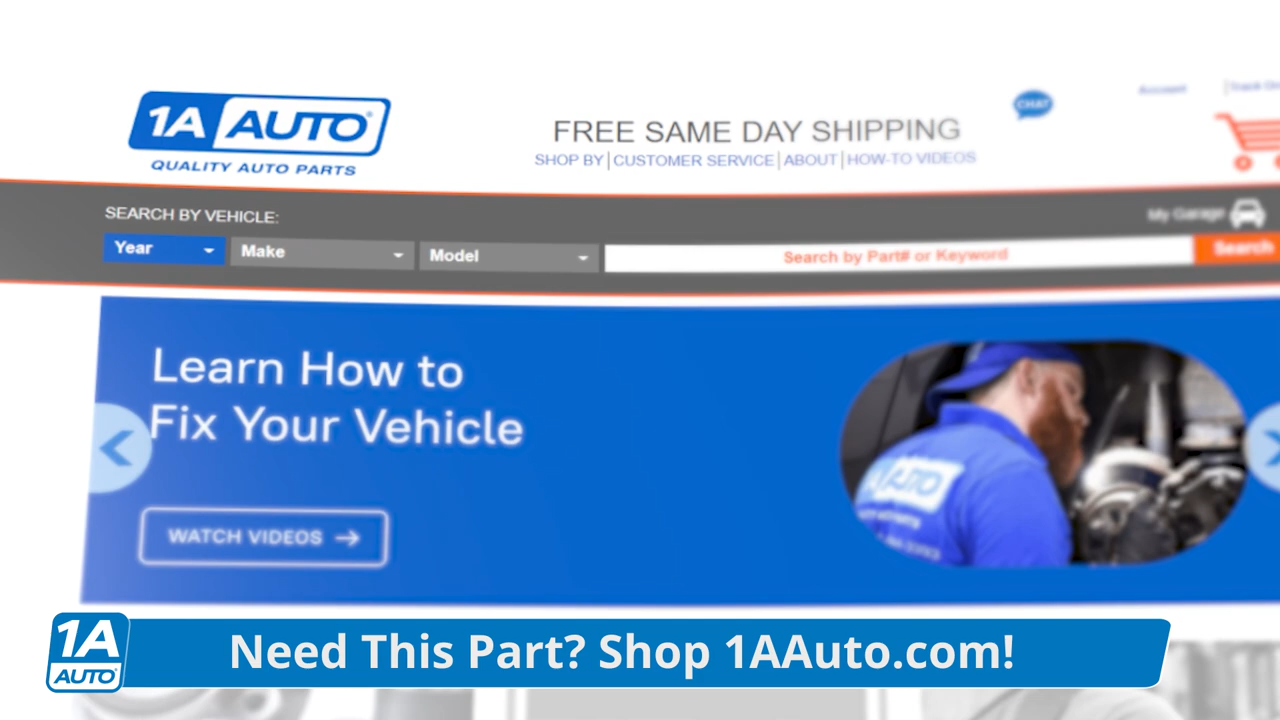 1A AUTO
QUALITY AUTO PARTS
FREE SAME DAY SHIPPING
SHOP BY | CUSTOMER SERVICE | ABOUT | HOW-TO VIDEOS
CHAT
Account
SEARCH BY VEHICLE:
My Garage
Year
Make
Model
Search by Part# or Keyword
Search
Learn How to
Fix Your Vehicle
WATCH VIDEOS →
1A AUTO
1A
AUTO
Need This Part? Shop 1AAuto.com!